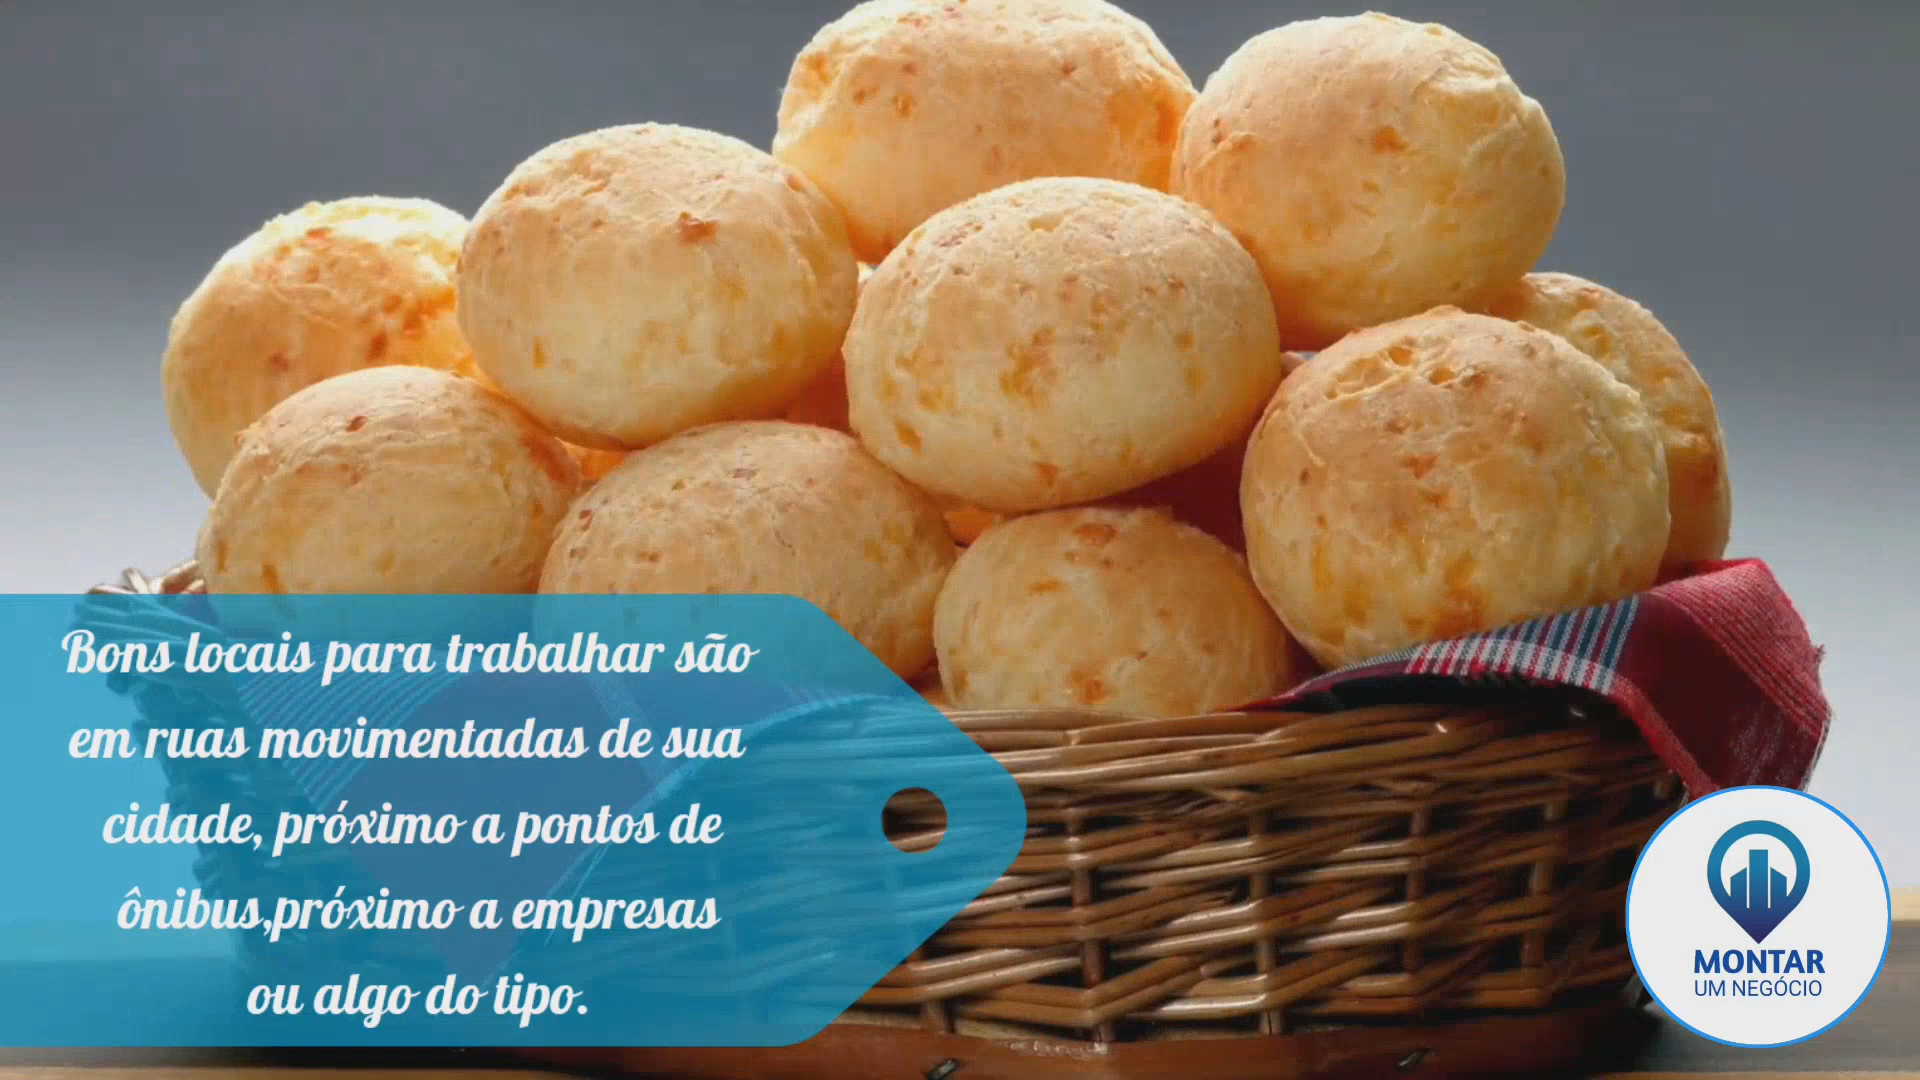 Bons locais para trabalhar são
em ruas movimentadas de sua
cidade, próximo a pontos de
ônibus,próximo a empresas
ou algo do tipo.
MONTAR
UM NEGÓCIO